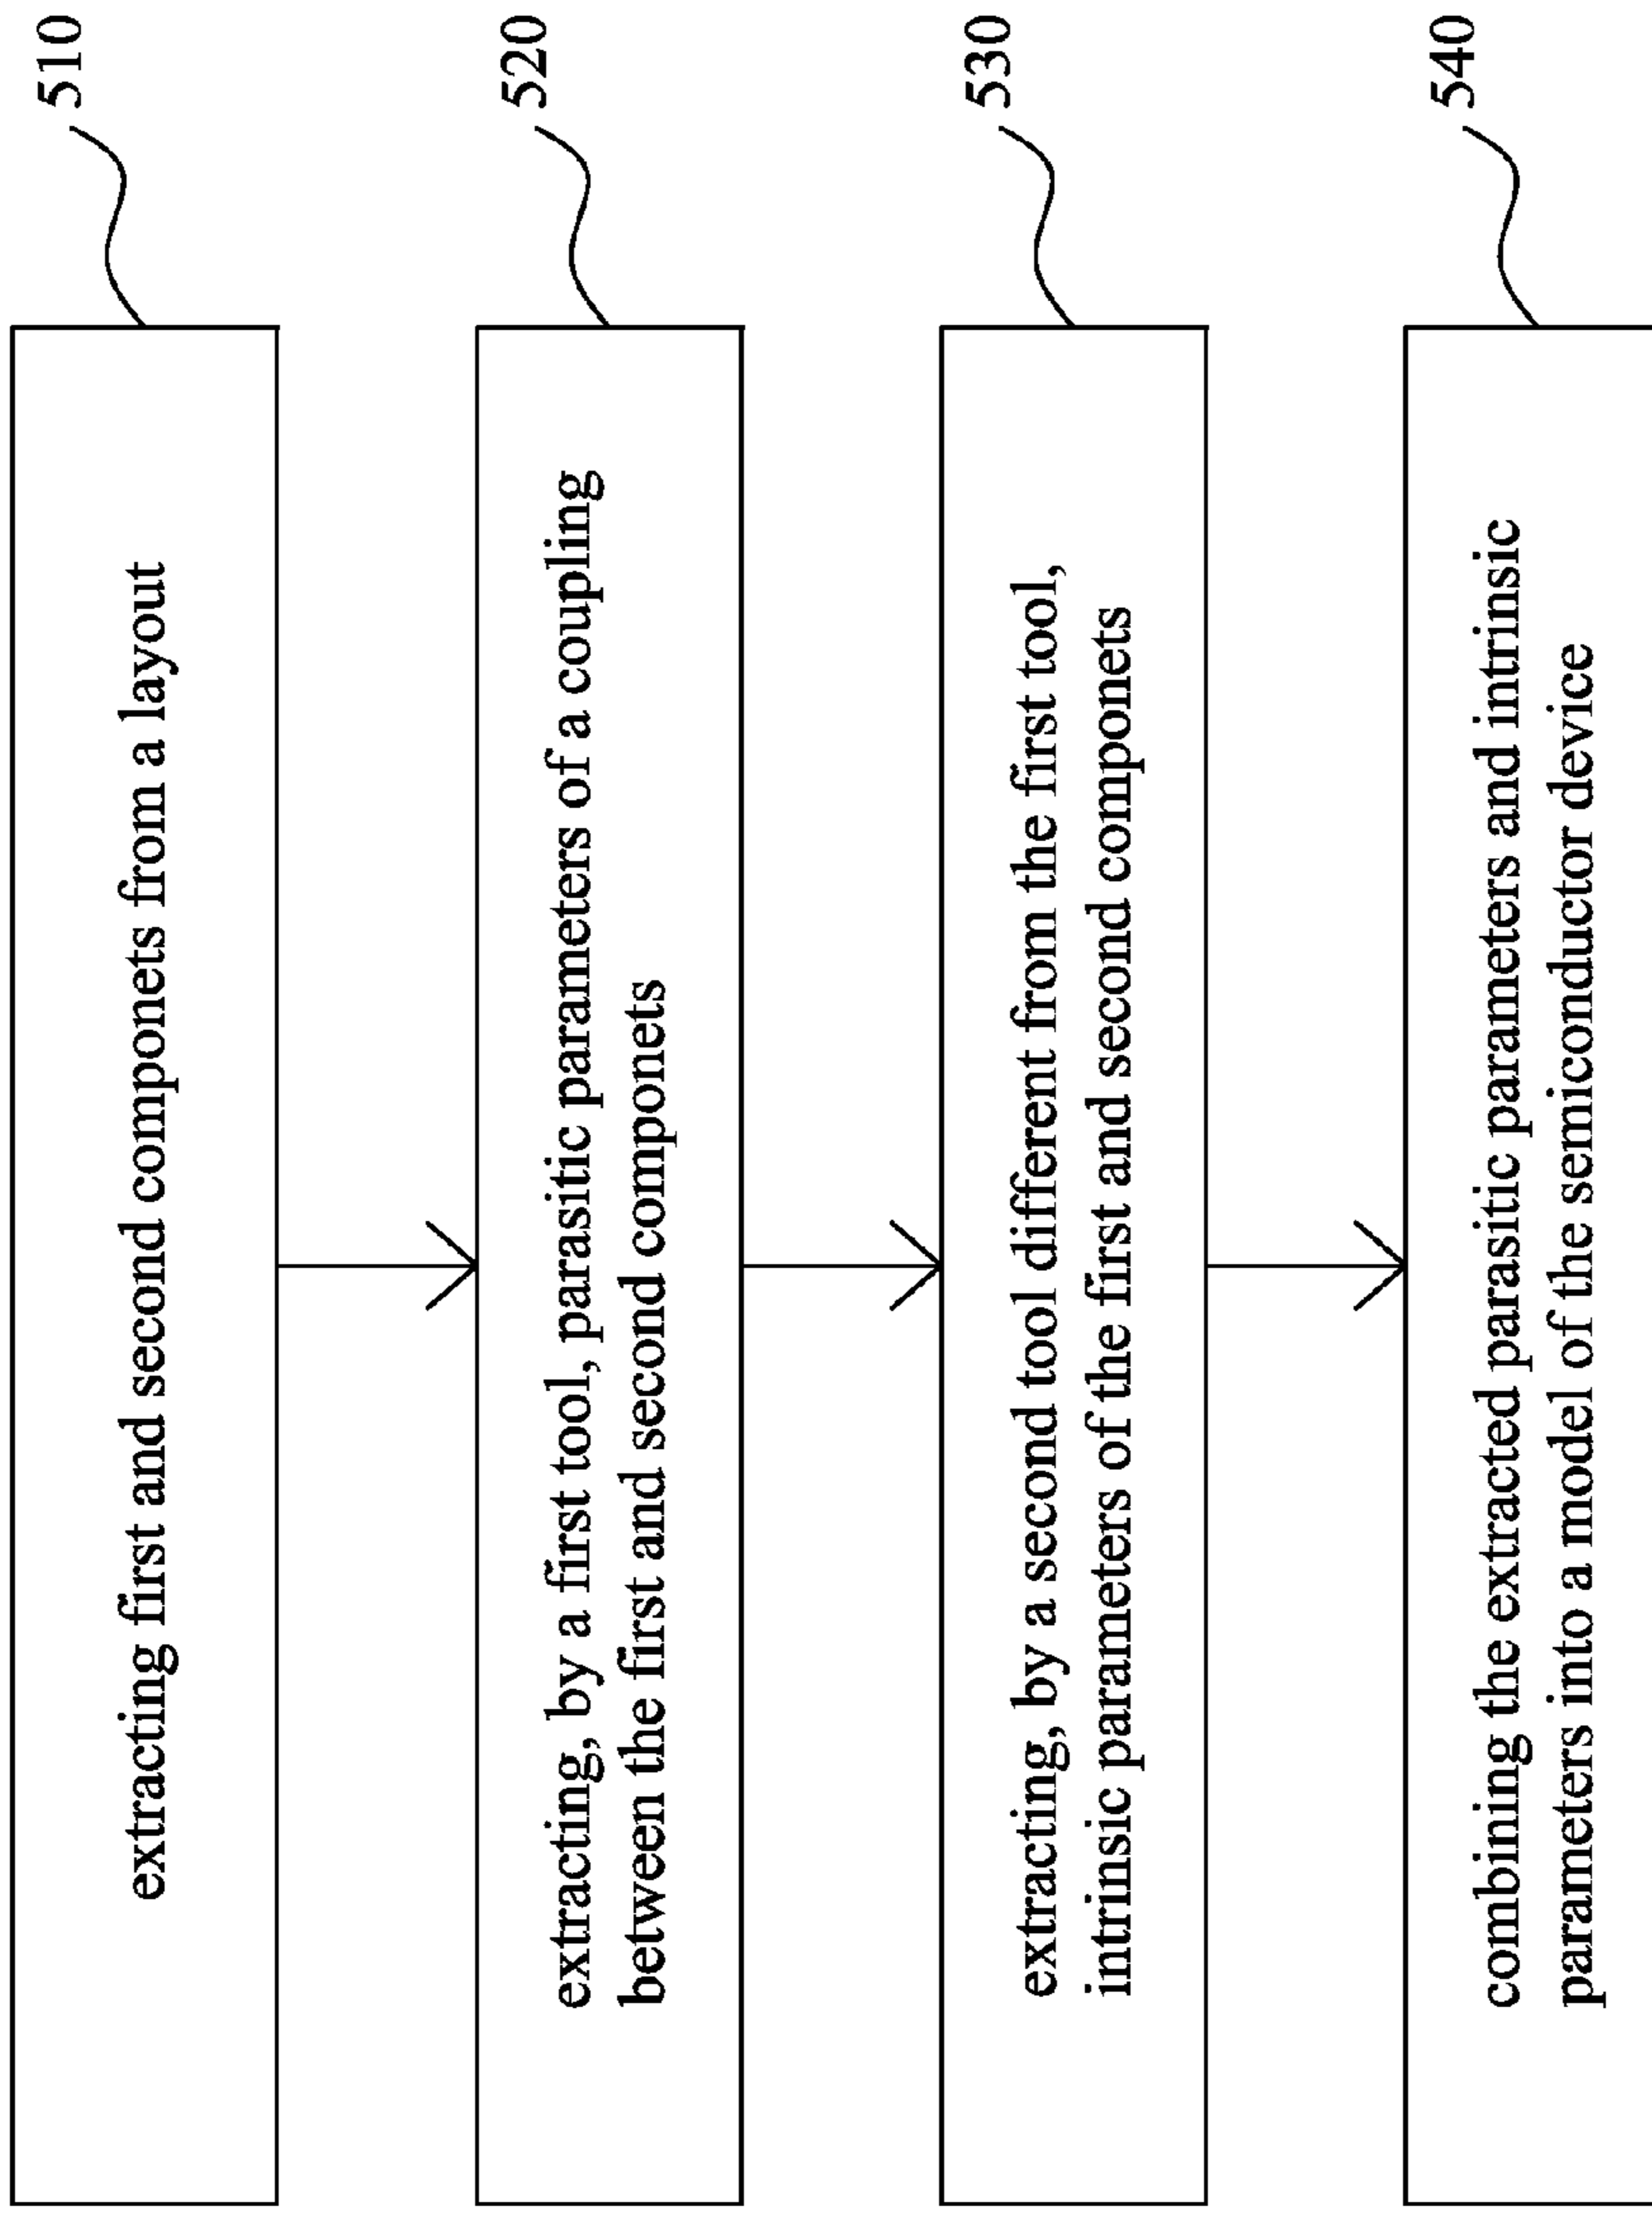 extracting first and second componets from a layout
510
extracting, by a first tool, parasitic parameters of a coupling
between the first and second componets
520
extracting, by a second tool different from the first tool,
intrinsic parameters of the first and second componets
530
combining the extracted parasitic parameters and intrinsic
parameters into a model of the semiconductor device
540